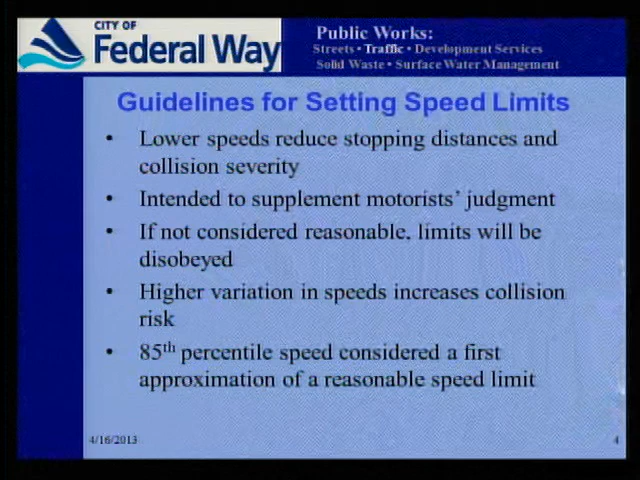 CITY OF
Federal Way
Public Works:
Streets • Traffic • Development Services
Solid Waste • Surface Water Management
Guidelines for Setting Speed Limits
• Lower speeds reduce stopping distances and
collision severity
• Intended to supplement motorists' judgment
• If not considered reasonable, limits will be
disobeyed
• Higher variation in speeds increases collision
risk
• 85th percentile speed considered a first
approximation of a reasonable speed limit
4/16/2013
4